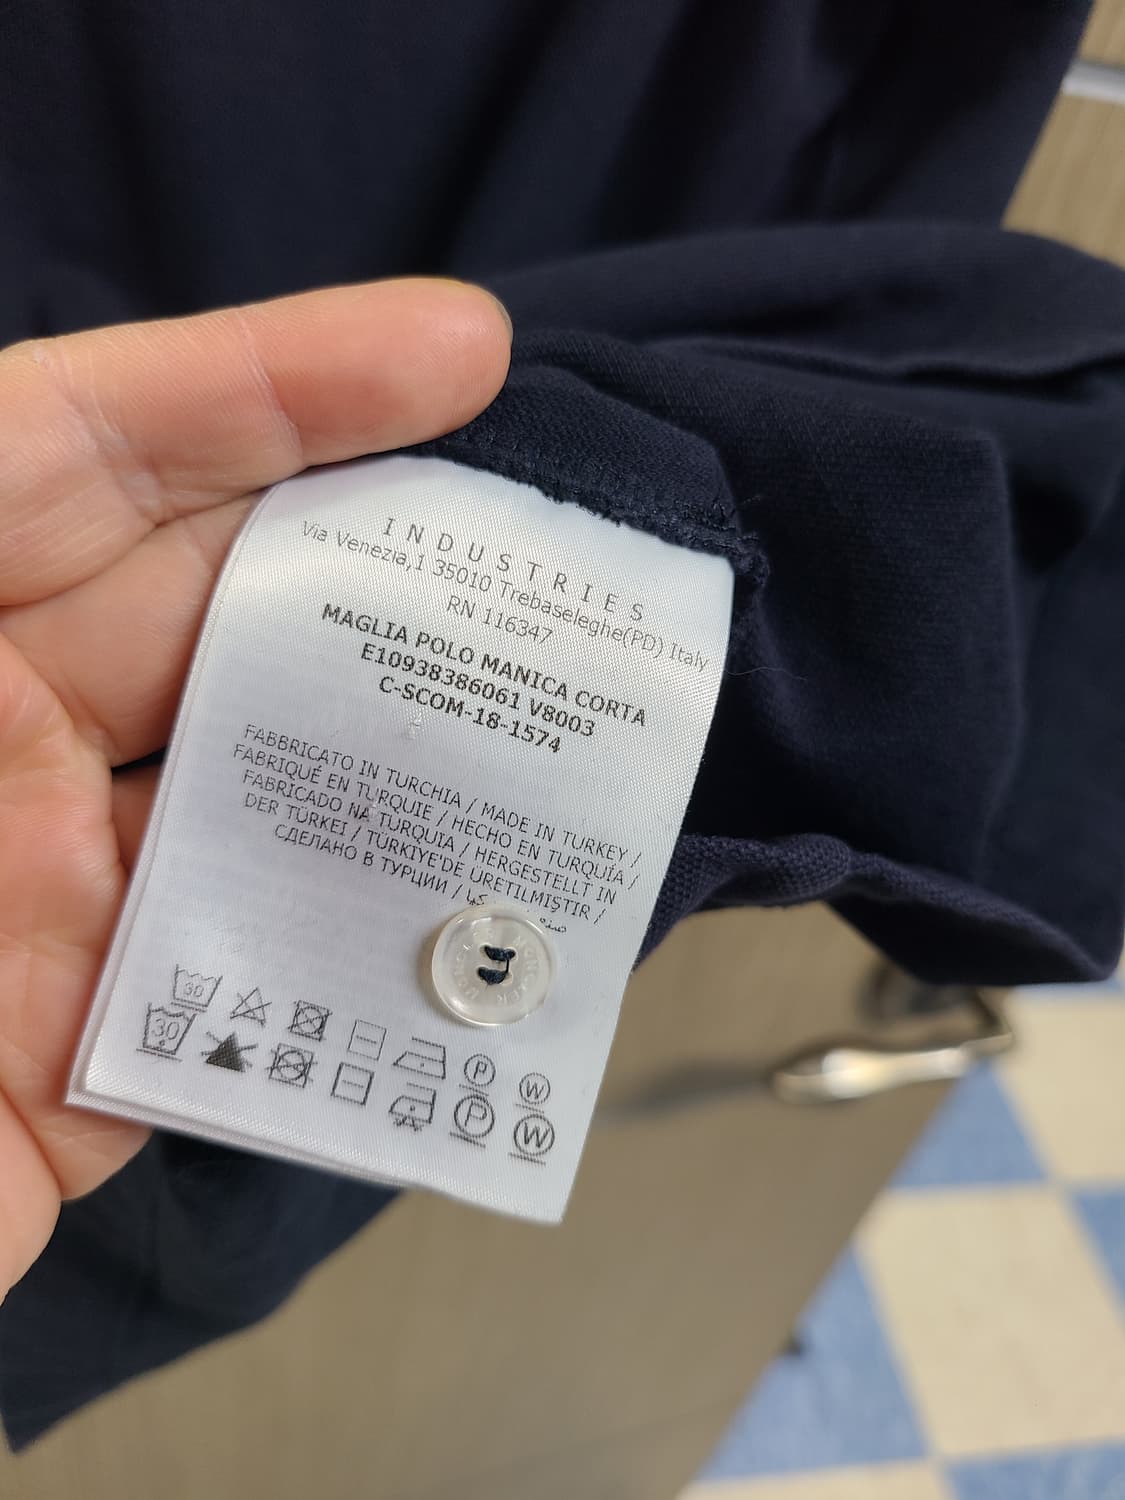 INDUSTRIES
Via Venezia,1 35010 Trebaseleghe(PD) Italy
RN 116347
MAGLIA POLO MANICA CORTA
E10938386061 V8003
C-SCOM-18-1574
FABBRICATO IN TURCHIA / MADE IN TURKEY /
FABRIQUÉ EN TURQUIE / HECHO EN TURQUÍA /
FABRICADO NA TURQUIA / HERGESTELLT IN
DER TÜRKEI / TÜRKIYE'DE ÜRETILMIŞTIR /
СДЕЛАНО В ТУРЦИИ /
30
P
W
30
P
W